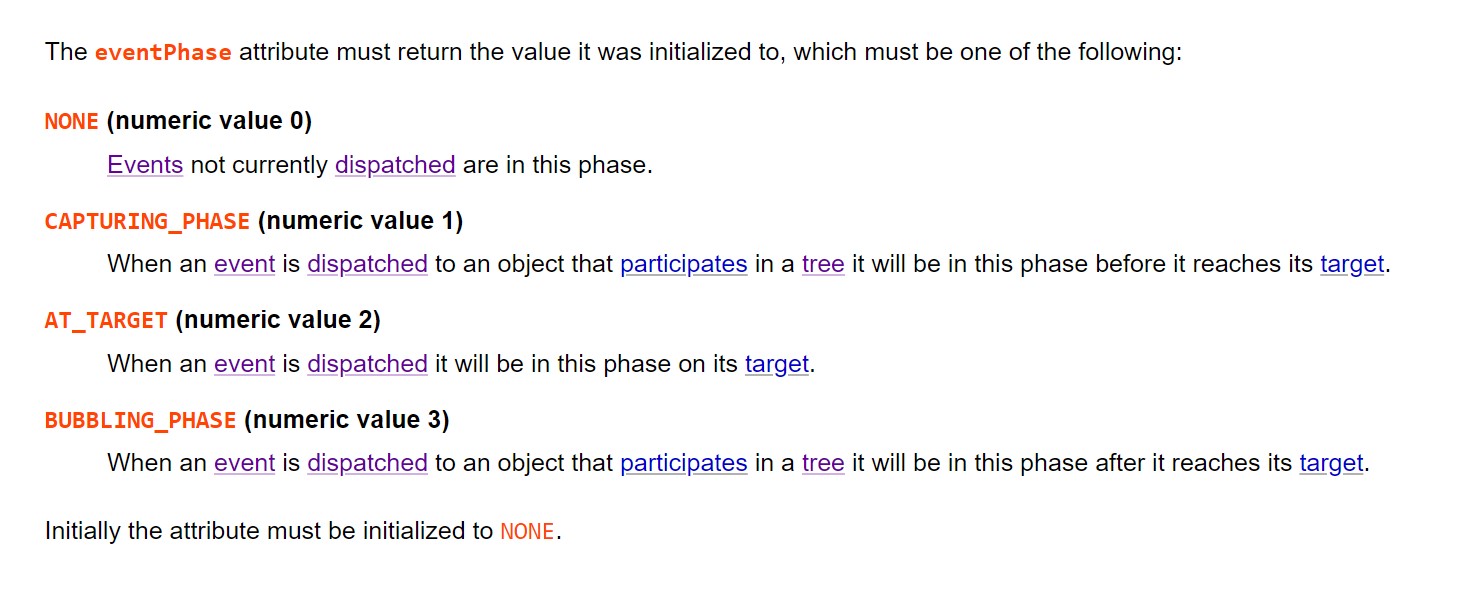 The eventPhase attribute must return the value it was initialized to, which must be one of the following:
NONE (numeric value 0)
Events not currently dispatched are in this phase.
CAPTURING_PHASE (numeric value 1)
When an event is dispatched to an object that participates in a tree it will be in this phase before it reaches its target.
AT_TARGET (numeric value 2)
When an event is dispatched it will be in this phase on its target.
BUBBLING_PHASE (numeric value 3)
When an event is dispatched to an object that participates in a tree it will be in this phase after it reaches its target.
Initially the attribute must be initialized to NONE.